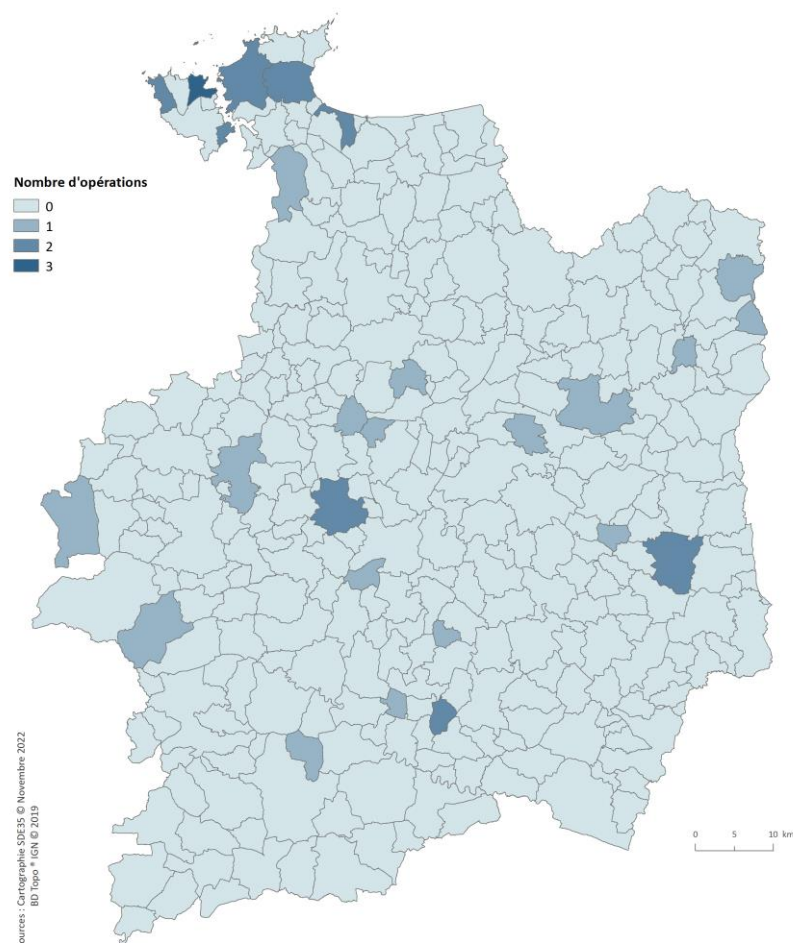 Nombre d'opérations
0
1
2
3
ources : Cartographie SDE35 © Novembre 2022
BD Topo ® IGN © 2019
0 5 10 km